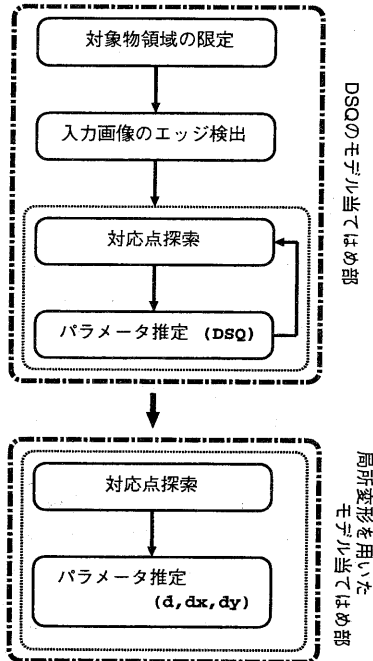 対象物領域の限定
入力画像のエッジ検出
対応点探索
パラメータ推定 (DSQ)
DSQのモデル当てはめ部
対応点探索
パラメータ推定
(d,dx,dy)
局所変形を用いた
モデル当てはめ部